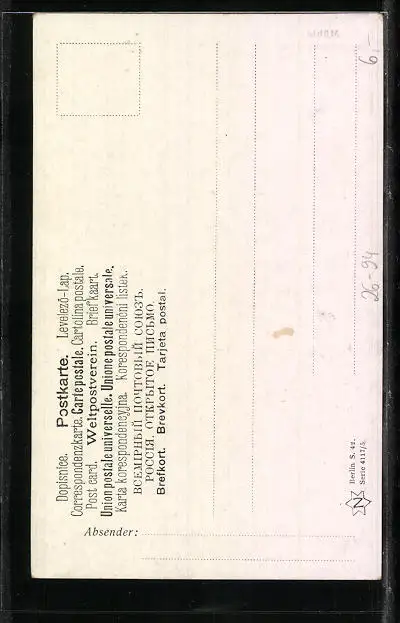 Dopisnice. Postkarte. Levelező-Lap.
Correspondenzkarte. Carte postale. Cartolina postale.
Post card. Weltpostverein. Briefkaart.
Union postale universelle. Unione postale universale.
Karta korespondencyjna. Korespondenční lístek.
ВСЕМІРНЫЙ ПОЧТОВЫЙ СОЮЗЪ.
РОССІЯ. ОТКРЫТОЕ ПИСЬМО.
Brefkort. Brevkort. Tarjeta postal.
Absender:
N
Berlin S. 42.
Serie 4117/5.
26-94
6,-